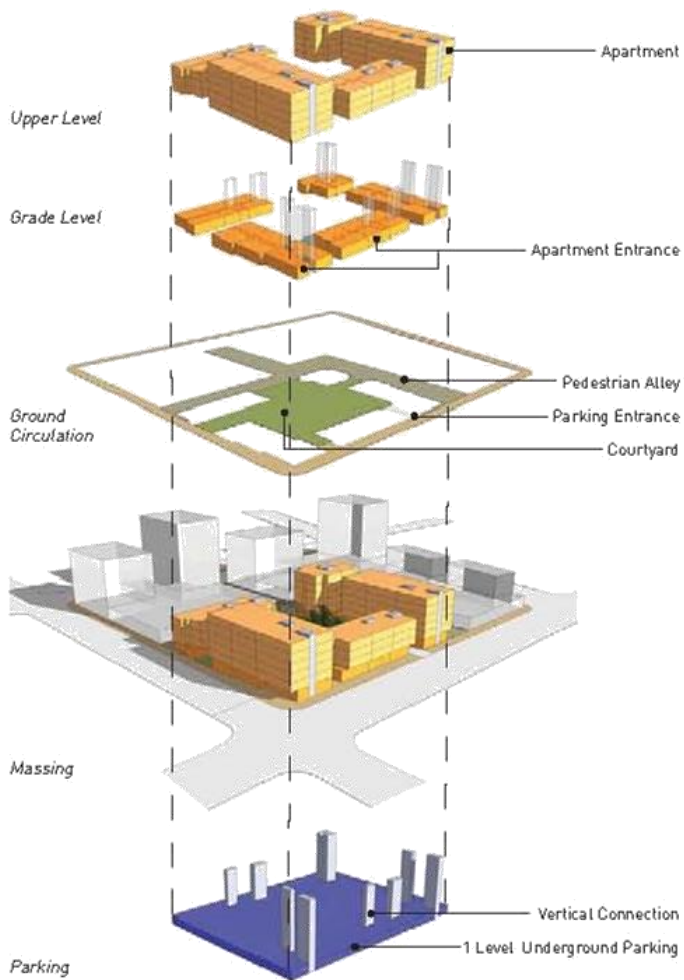 Apartment
Upper Level
Grade Level
Apartment Entrance
Pedestrian Alley
Parking Entrance
Ground
Circulation
Courtyard
Massing
Vertical Connection
1 Level Underground Parking
Parking